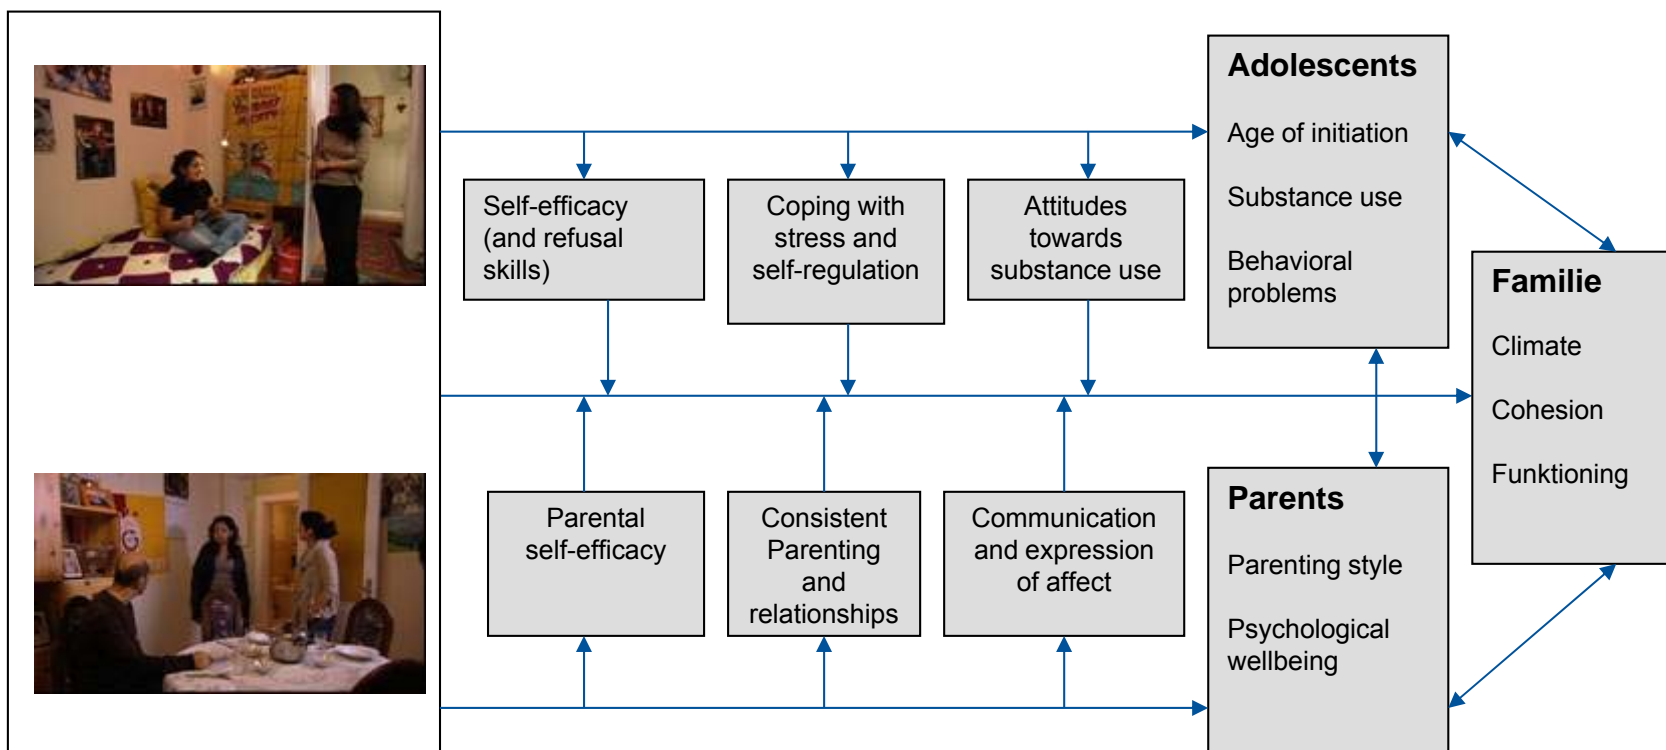 Adolescents
Age of initiation
Substance use
Behavioral
problems
Self-efficacy
(and refusal
skills)
Coping with
stress and
self-regulation
Attitudes
towards
substance use
Familie
Climate
Cohesion
Funktioning
Parental
self-efficacy
Consistent
Parenting
and
relationships
Communication
and expression
of affect
Parents
Parenting style
Psychological
wellbeing